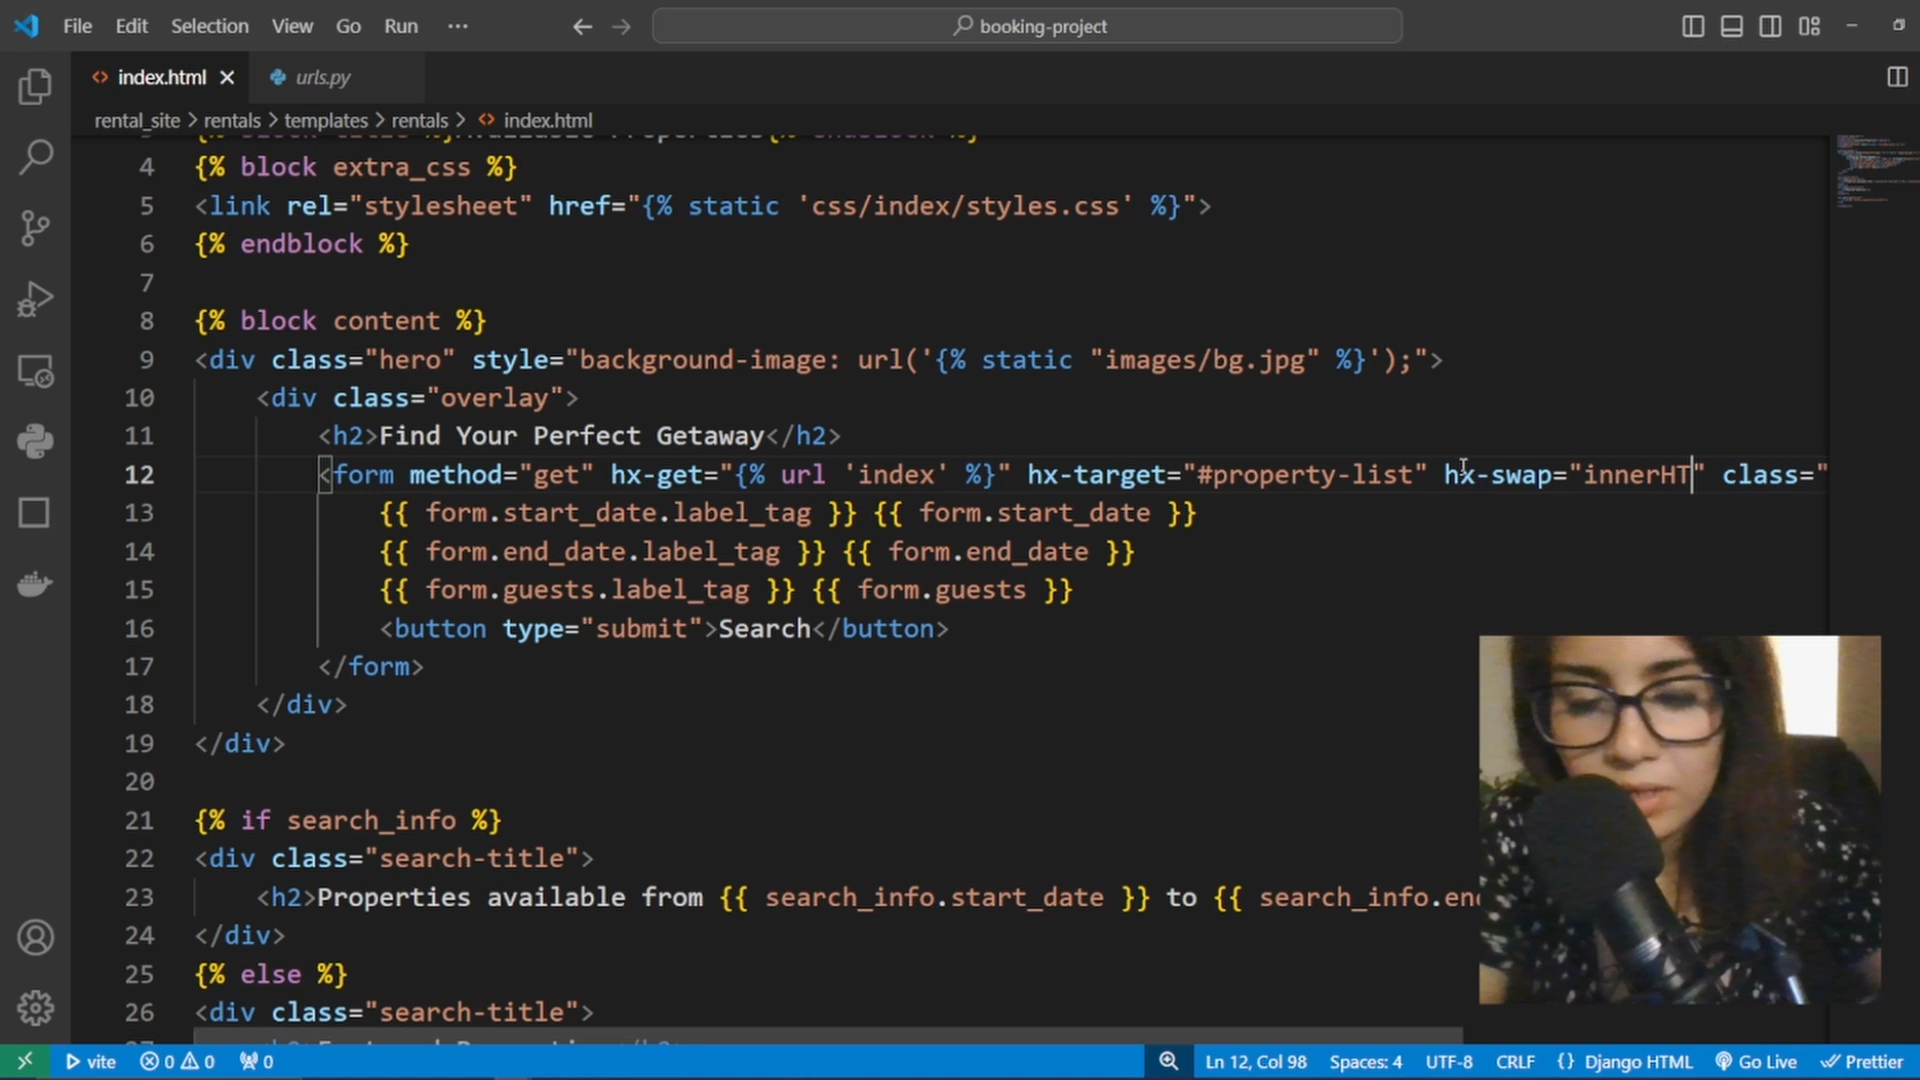 File Edit Selection View Go Run ··· booking-project
index.html urls.py
rental_site > rentals > templates > rentals > index.html
4 {% block extra_css %}
5 <link rel="stylesheet" href="{% static 'css/index/styles.css' %}">
6 {% endblock %}
7
8 {% block content %}
9 <div class="hero" style="background-image: url('{% static "images/bg.jpg" %}');">
10 <div class="overlay">
11 <h2>Find Your Perfect Getaway</h2>
12 <form method="get" hx-get="{% url 'index' %}" hx-target="#property-list" hx-swap="innerHT" class="
13 {{ form.start_date.label_tag }} {{ form.start_date }}
14 {{ form.end_date.label_tag }} {{ form.end_date }}
15 {{ form.guests.label_tag }} {{ form.guests }}
16 <button type="submit">Search</button>
17 </form>
18 </div>
19 </div>
20
21 {% if search_info %}
22 <div class="search-title">
23 <h2>Properties available from {{ search_info.start_date }} to {{ search_info.en
24 </div>
25 {% else %}
26 <div class="search-title">
vite 0 0 0 Ln 12, Col 98 Spaces: 4 UTF-8 CRLF {} Django HTML Go Live Prettier